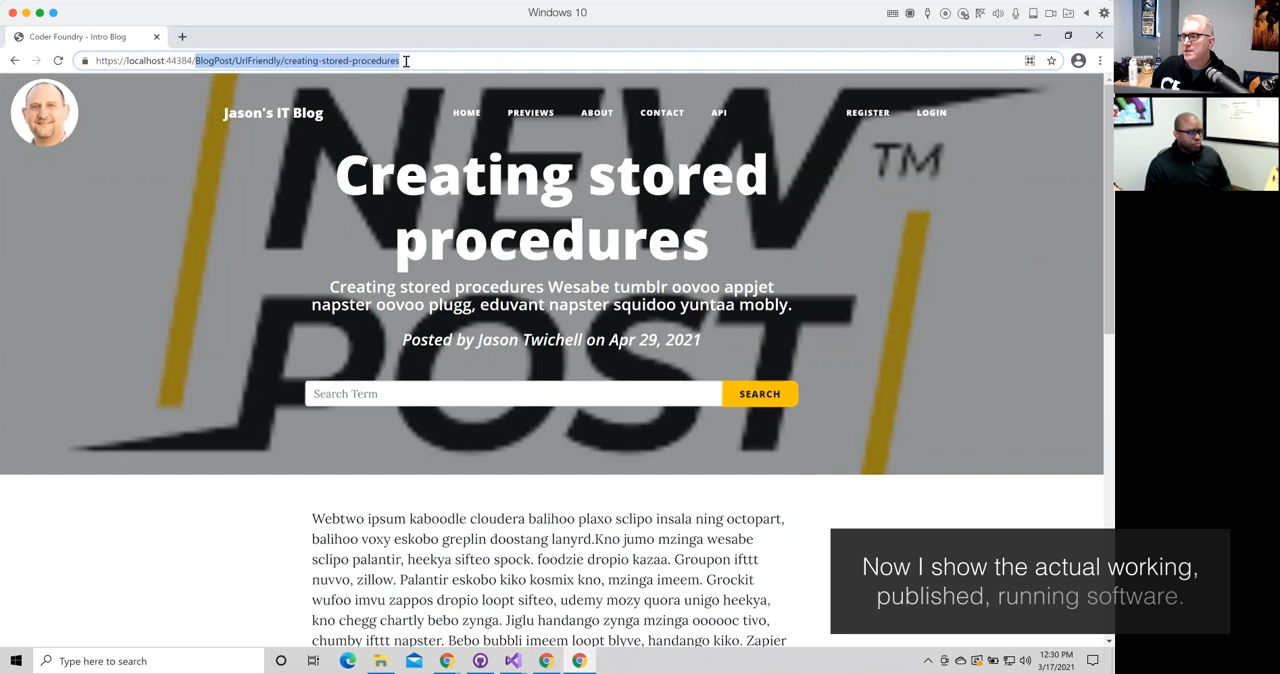 Windows 10
Coder Foundry - Intro Blog
https://localhost:44384/BlogPost/UrlFriendly/creating-stored-procedures
Jason's IT Blog
HOME PREVIEWS ABOUT CONTACT API REGISTER LOGIN
NEW™
POST
Creating stored
procedures
Creating stored procedures Wesabe tumblr oovoo appjet
napster oovoo plugg, eduvant napster squidoo yuntaa mobly.
Posted by Jason Twichell on Apr 29, 2021
Search Term
SEARCH
Webtwo ipsum kaboodle cloudera balihoo plaxo sclipo insala ning octopart,
balihoo voxy eskobo greplin doostang lanyrd.Kno jumo mzinga wesabe
sclipo palantir, heekya sifteo spock. foodzie dropio kazaa. Groupon ifttt
nuvvo, zillow. Palantir eskobo kiko kosmix kno, mzinga imeem. Grockit
wufoo imvu zappos dropio loopt sifteo, udemy mozy quora unigo heekya,
kno chegg chartly bebo zynga. Jiglu handango zynga mzinga oooooc tivo,
chumby ifttt napster. Bebo bubbli imeem loopt blyve, handango kiko. Zapier
Now I show the actual working,
published, running software.
Type here to search
12:30 PM
3/17/2021